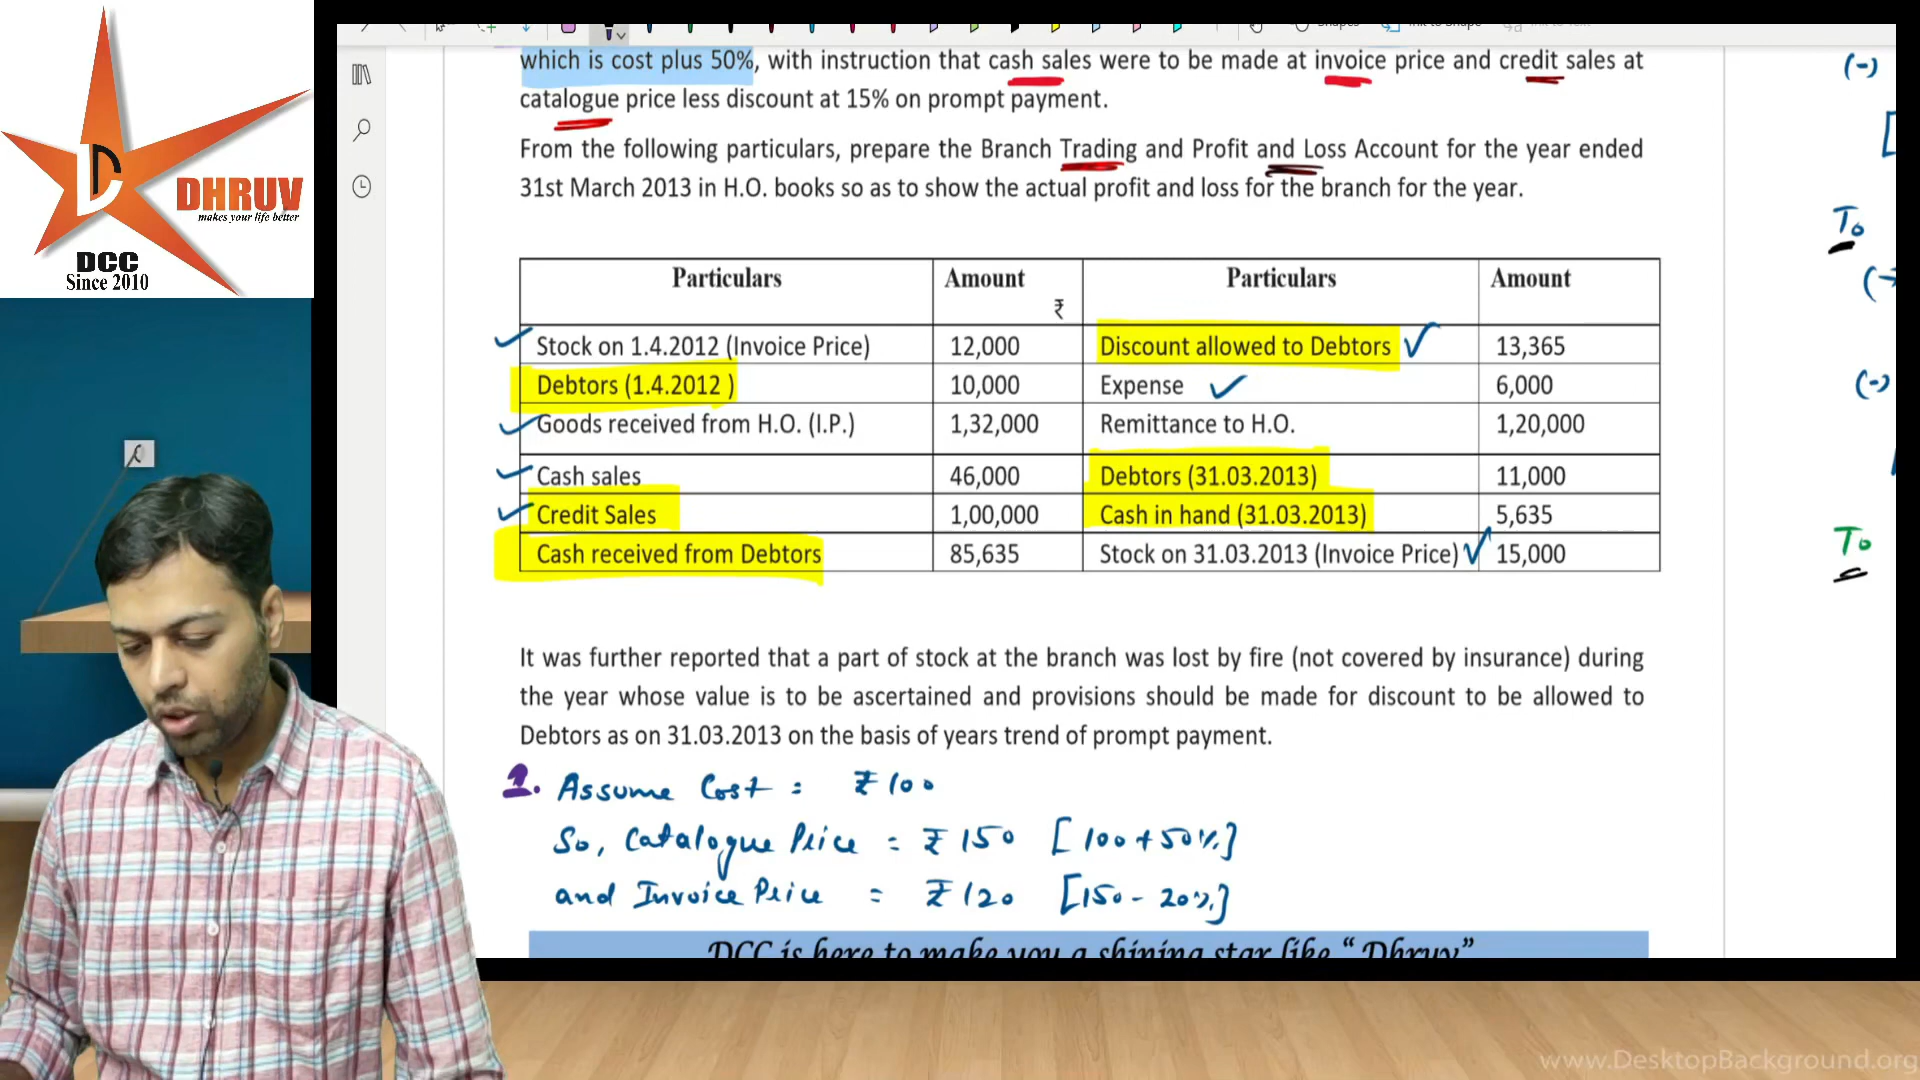 which is cost plus 50%, with instruction that cash sales were to be made at invoice price and credit sales at
catalogue price less discount at 15% on prompt payment.
From the following particulars, prepare the Branch Trading and Profit and Loss Account for the year ended
31st March 2013 in H.O. books so as to show the actual profit and loss for the branch for the year.
Particulars Amount ₹ Particulars Amount
Stock on 1.4.2012 (Invoice Price) 12,000 Discount allowed to Debtors 13,365
Debtors (1.4.2012 ) 10,000 Expense 6,000
Goods received from H.O. (I.P.) 1,32,000 Remittance to H.O. 1,20,000
Cash sales 46,000 Debtors (31.03.2013) 11,000
Credit Sales 1,00,000 Cash in hand (31.03.2013) 5,635
Cash received from Debtors 85,635 Stock on 31.03.2013 (Invoice Price) 15,000
It was further reported that a part of stock at the branch was lost by fire (not covered by insurance) during
the year whose value is to be ascertained and provisions should be made for discount to be allowed to
Debtors as on 31.03.2013 on the basis of years trend of prompt payment.
1. Assume Cost = ₹ 100
So, Catalogue Price = ₹ 150 [100+50%]
and Invoice Price = ₹ 120 [150-20%]
DCC is here to make you a shining star like “ Dhruv”
(-)
To
(-)
To
DC
DHRUV
makes your life better
DCC
Since 2010
www.DesktopBackground.org